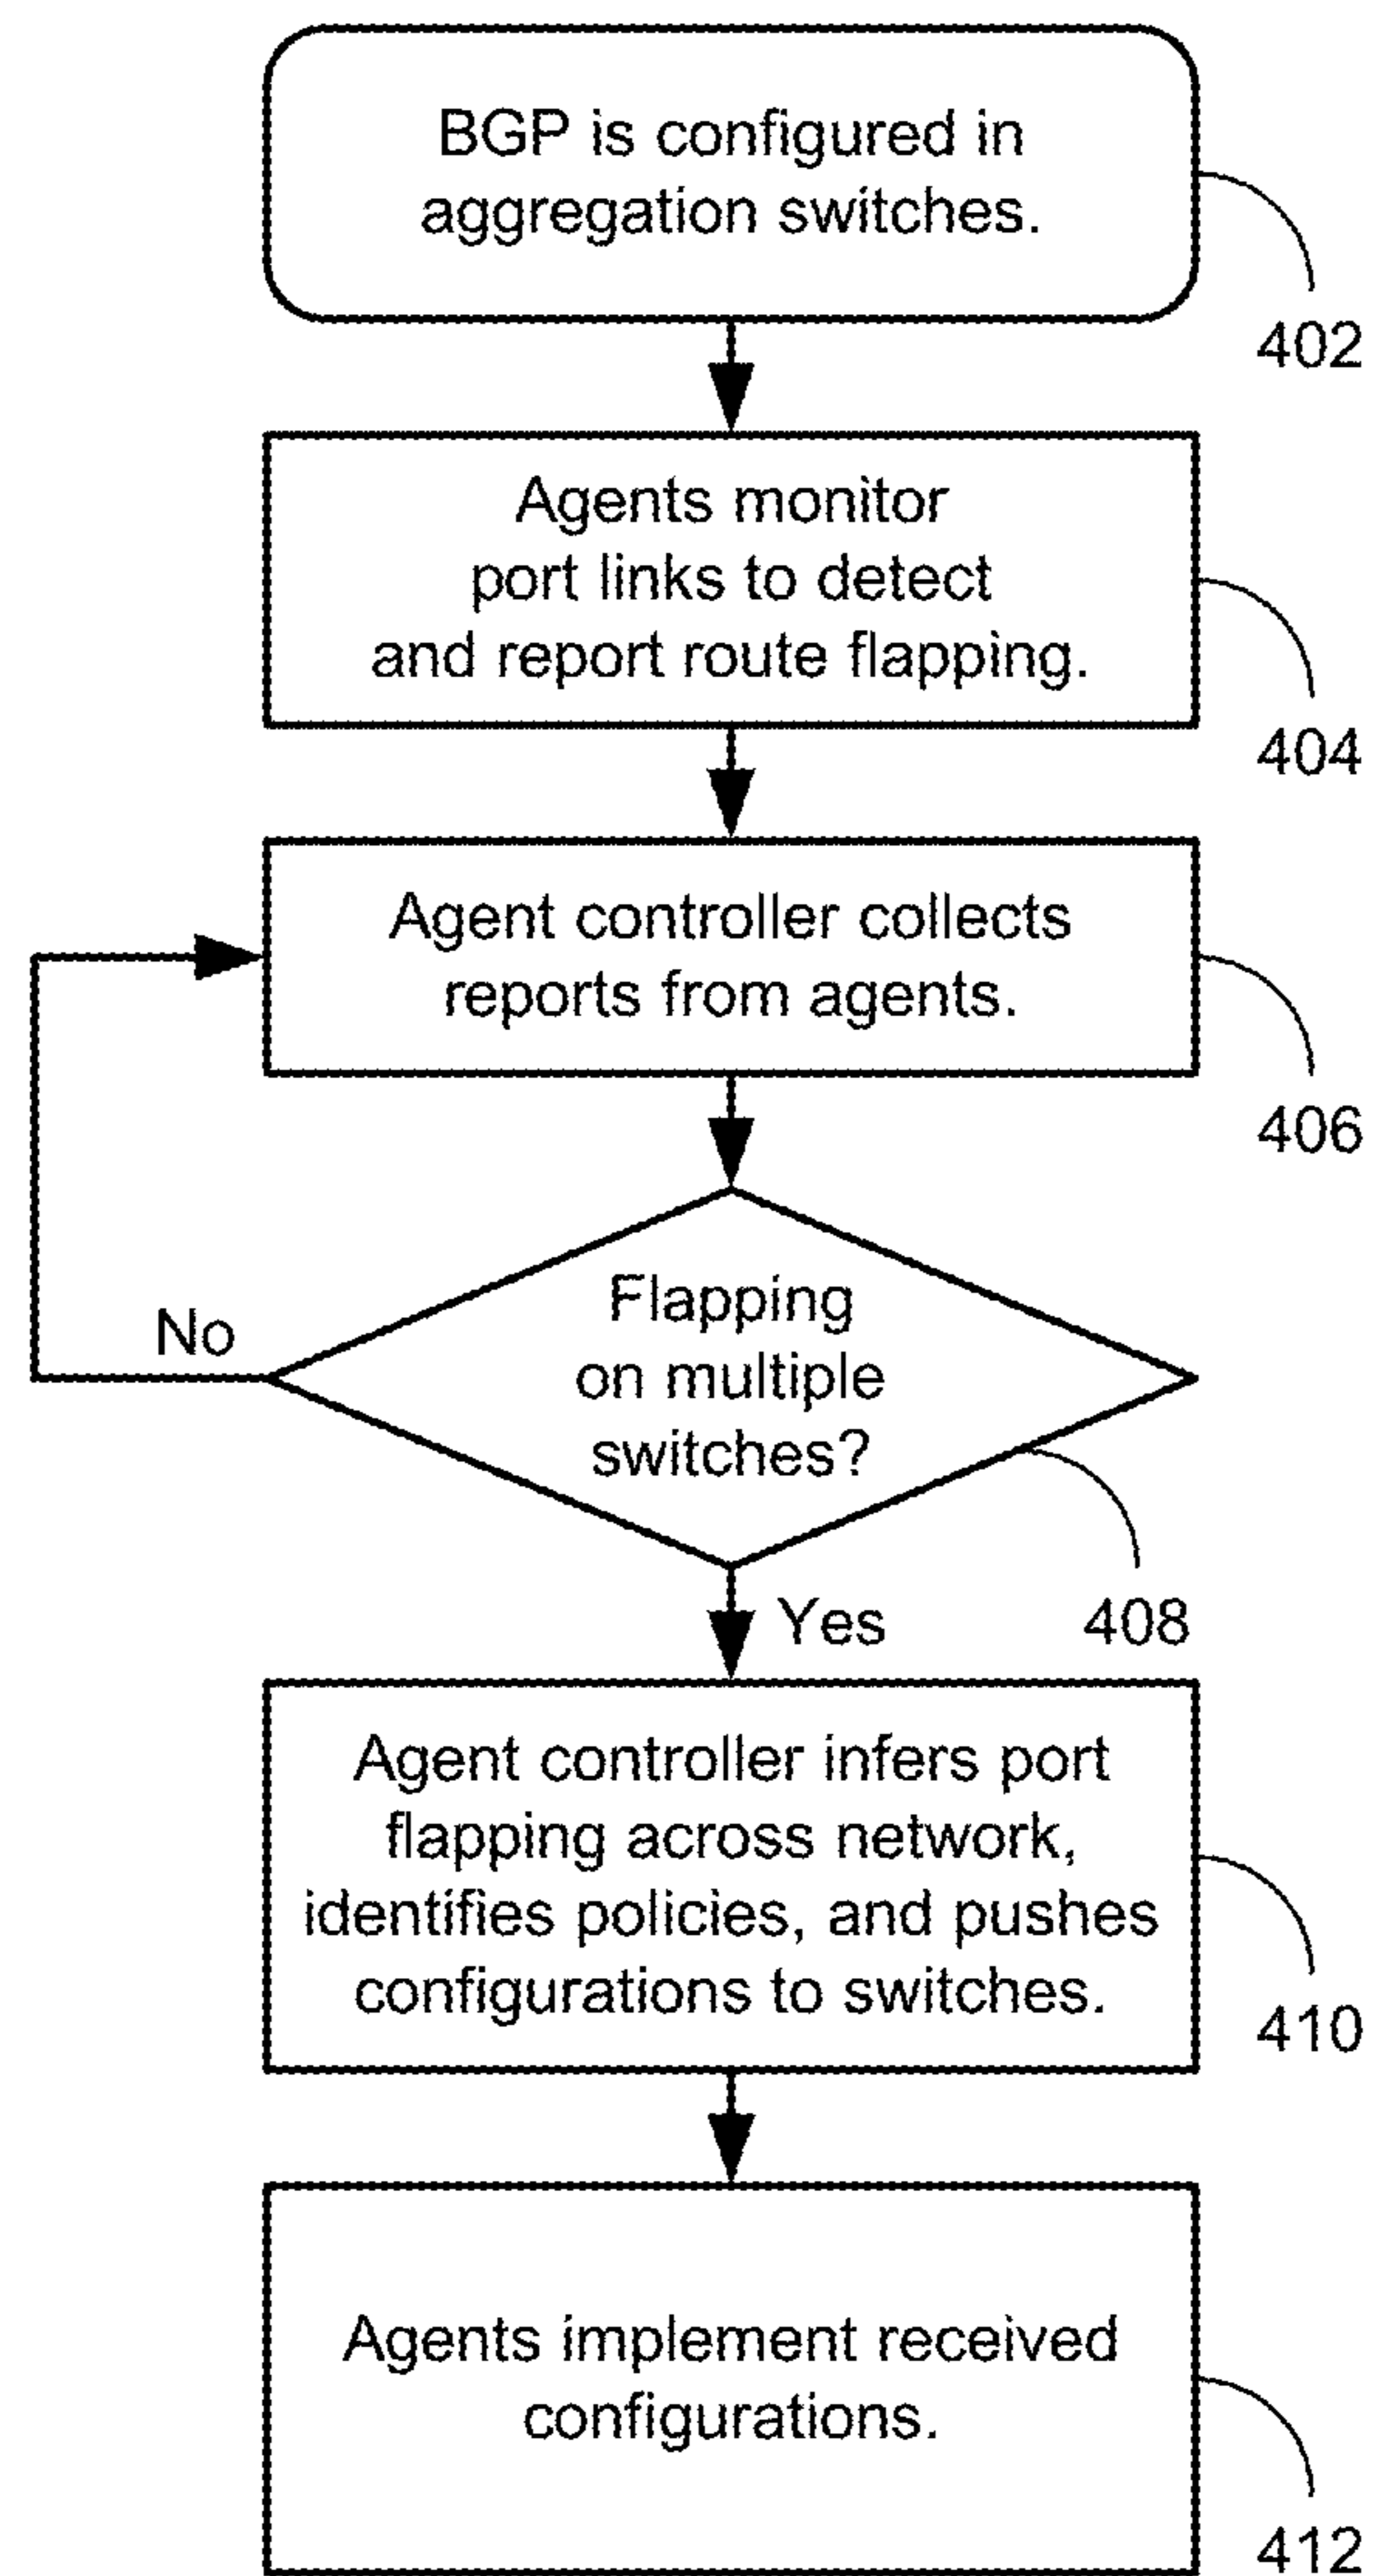 BGP is configured in
aggregation switches.
402
Agents monitor
port links to detect
and report route flapping.
404
Agent controller collects
reports from agents.
406
Flapping
on multiple
switches?
No
Yes
408
Agent controller infers port
flapping across network,
identifies policies, and pushes
configurations to switches.
410
Agents implement received
configurations.
412